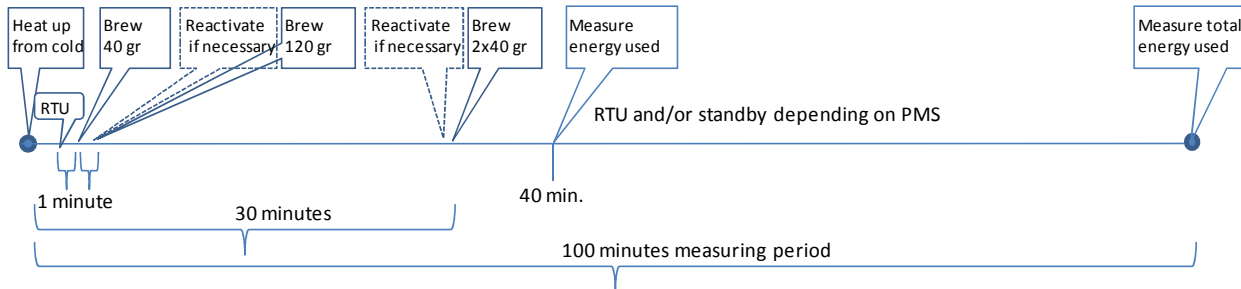 Heat up
from cold
Brew
40 gr
Reactivate
if necessary
Brew
120 gr
Reactivate
if necessary
Brew
2x40 gr
Measure
energy used
Measure total
energy used
RTU
RTU and/or standby depending on PMS
1 minute
40 min.
30 minutes
100 minutes measuring period